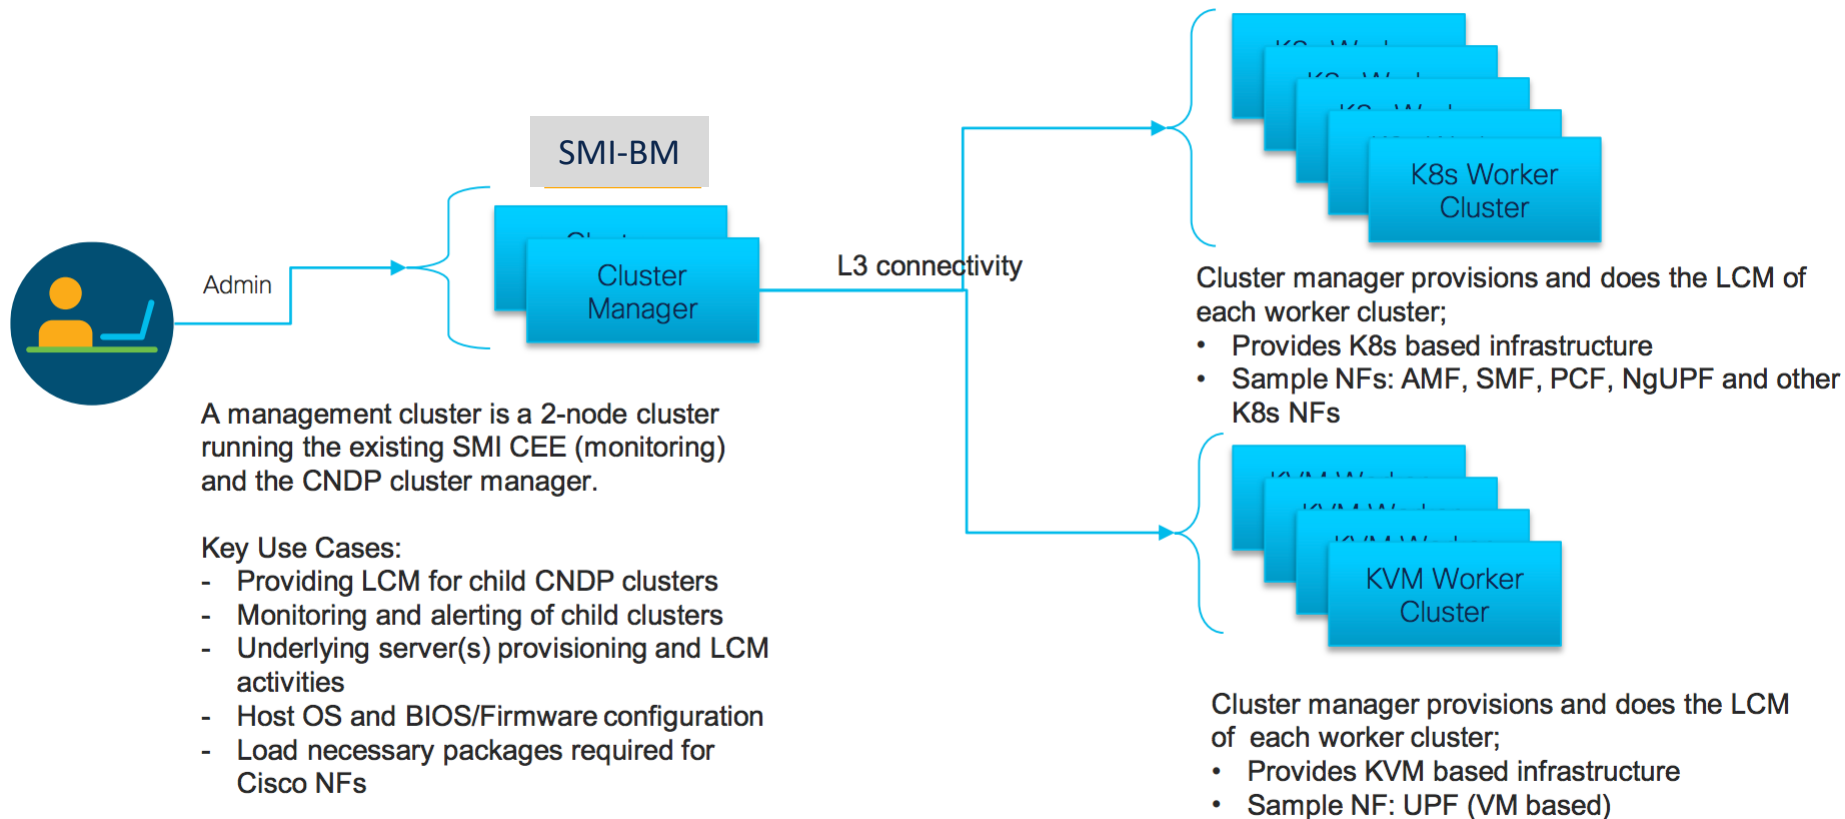 SMI-BM
Admin
Cluster
Manager
L3 connectivity
K8s Worker
Cluster
Cluster manager provisions and does the LCM of
each worker cluster;
• Provides K8s based infrastructure
• Sample NFs: AMF, SMF, PCF, NgUPF and other
K8s NFs
A management cluster is a 2-node cluster
running the existing SMI CEE (monitoring)
and the CNDP cluster manager.
Key Use Cases:
- Providing LCM for child CNDP clusters
- Monitoring and alerting of child clusters
- Underlying server(s) provisioning and LCM
activities
- Host OS and BIOS/Firmware configuration
- Load necessary packages required for
Cisco NFs
KVM Worker
Cluster
Cluster manager provisions and does the LCM
of each worker cluster;
• Provides KVM based infrastructure
• Sample NF: UPF (VM based)